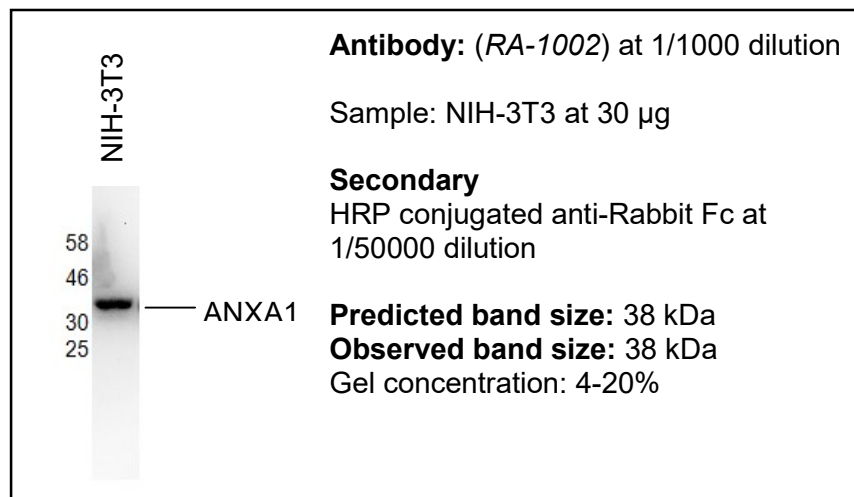 NIH-3T3
58
46
30
25
ANXA1
Antibody: (RA-1002) at 1/1000 dilution
Sample: NIH-3T3 at 30 µg
Secondary
HRP conjugated anti-Rabbit Fc at
1/50000 dilution
Predicted band size: 38 kDa
Observed band size: 38 kDa
Gel concentration: 4-20%